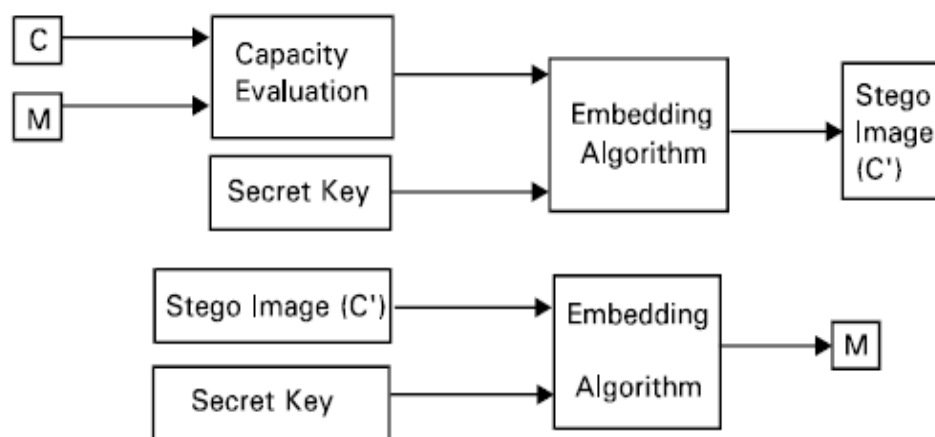 C
M
Capacity
Evaluation
Secret Key
Embedding
Algorithm
Stego
Image
(C')
Stego Image (C')
Secret Key
Embedding
Algorithm
M